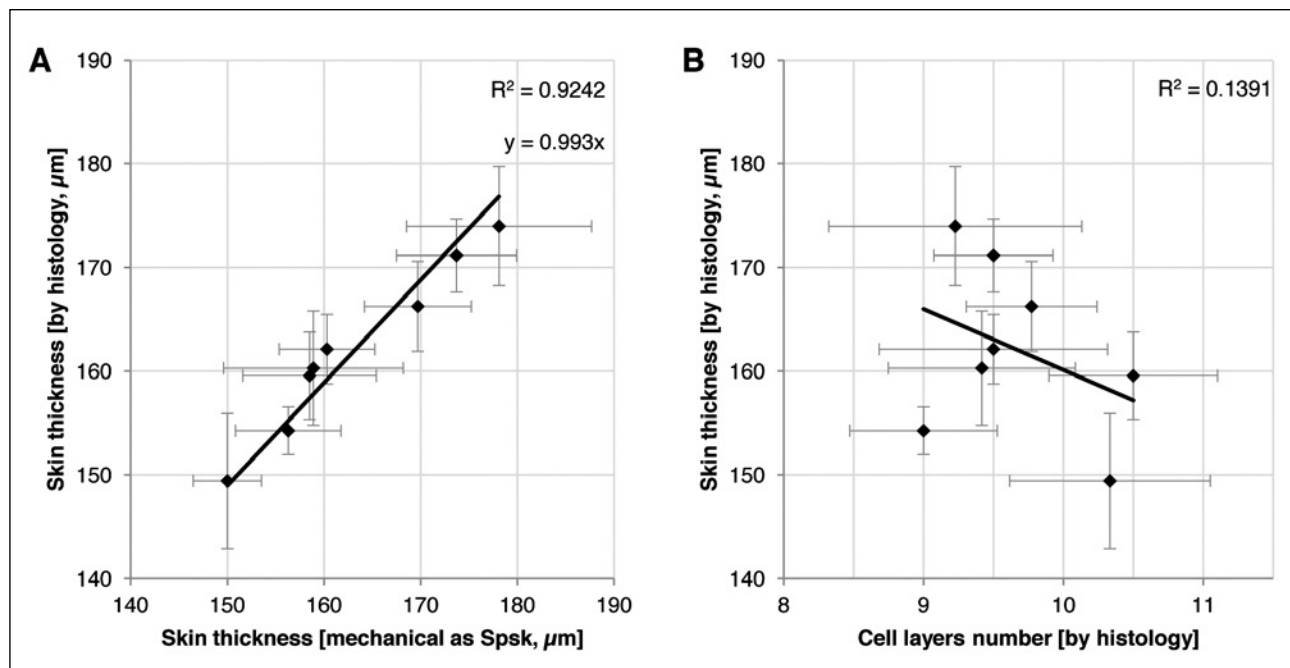 A
R² = 0.9242
y = 0.993x
190
180
170
160
150
140
140 150 160 170 180 190
Skin thickness [by histology, µm]
Skin thickness [mechanical as Spsk, µm]
B
R² = 0.1391
190
180
170
160
150
140
8 9 10 11
Skin thickness [by histology, µm]
Cell layers number [by histology]